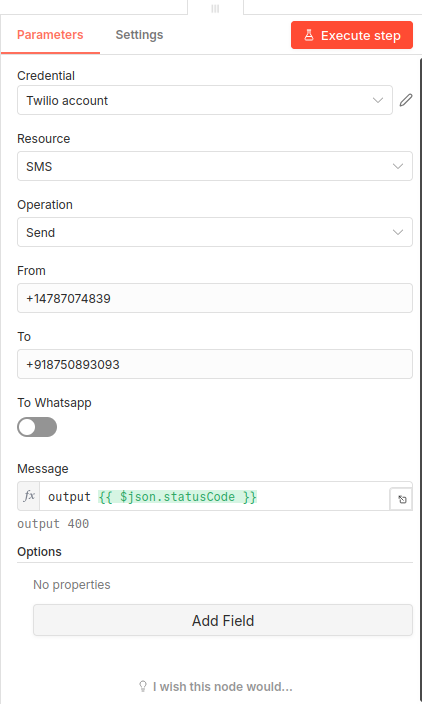 Parameters Settings Execute step
Credential
Twilio account
Resource
SMS
Operation
Send
From
+14787074839
To
+918750893093
To Whatsapp
Message
fx output {{ $json.statusCode }}
output 400
Options
No properties
Add Field
I wish this node would...